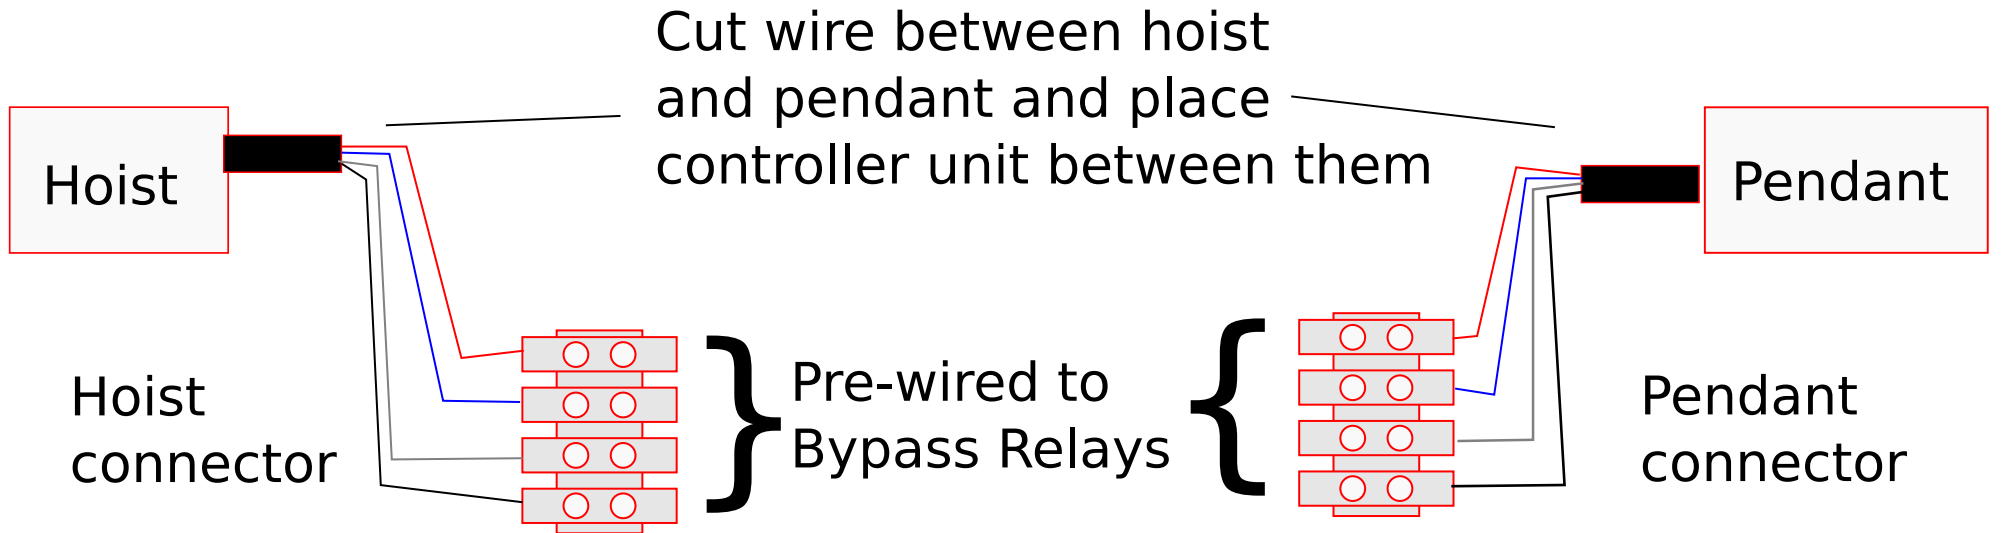 Cut wire between hoist
and pendant and place
controller unit between them
Hoist
Pendant
Hoist
connector
Pre-wired to
Bypass Relays
Pendant
connector